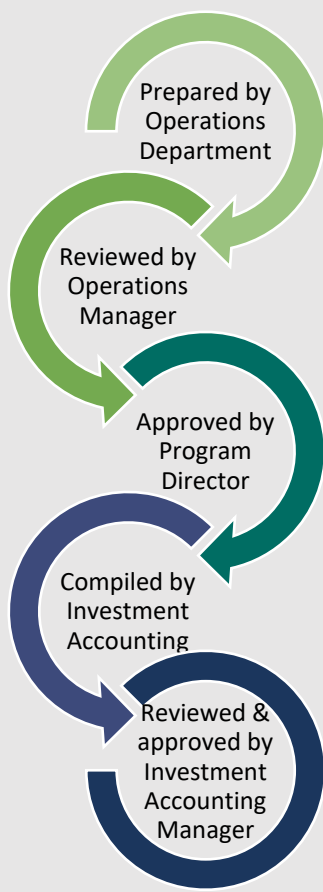 Prepared by
Operations
Department
Reviewed by
Operations
Manager
Approved by
Program
Director
Compiled by
Investment
Accounting
Reviewed &
approved by
Investment
Accounting
Manager